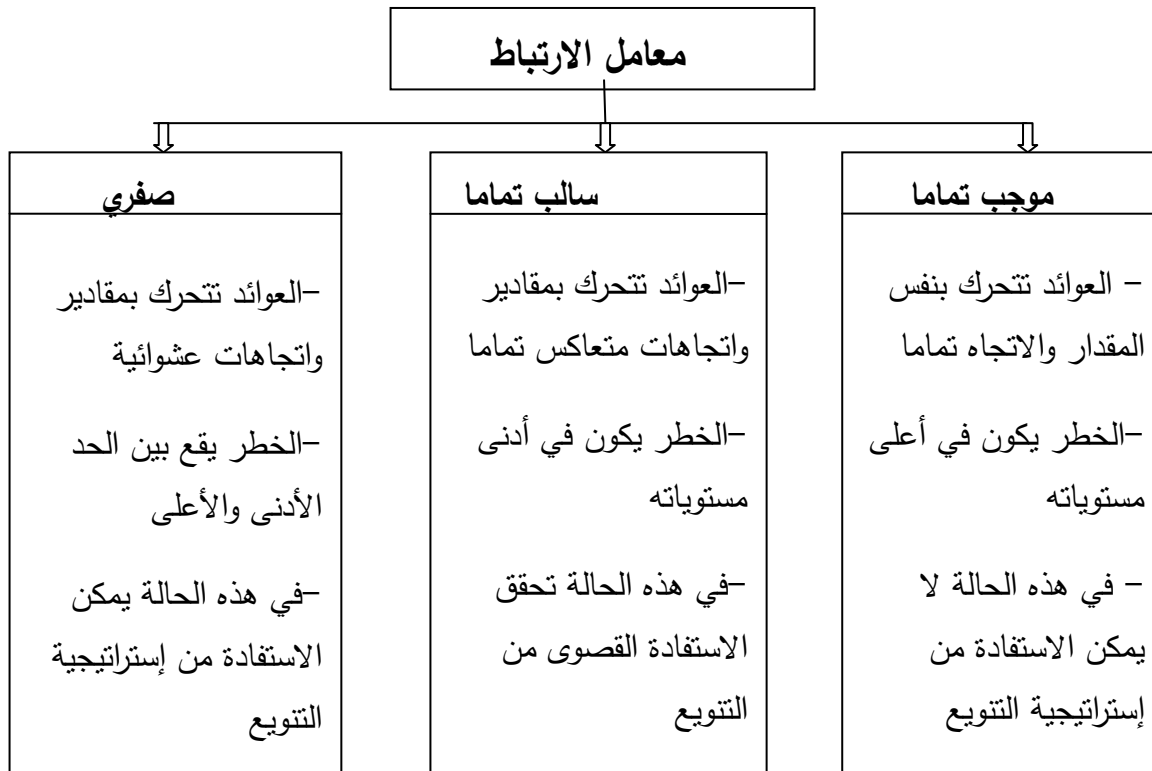 معامل الارتباط
موجب تماما
– العوائد تتحرك بنفس
المقدار والاتجاه تماما
–الخطر يكون في أعلى
مستوياته
– في هذه الحالة لا
يمكن الاستفادة من
إستراتيجية التنويع
سالب تماما
–العوائد تتحرك بمقادير
واتجاهات متعاكس تماما
–الخطر يكون في أدنى
مستوياته
–في هذه الحالة تحقق
الاستفادة القصوى من
التنويع
صفري
–العوائد تتحرك بمقادير
واتجاهات عشوائية
–الخطر يقع بين الحد
الأدنى والأعلى
–في هذه الحالة يمكن
الاستفادة من إستراتيجية
التنويع